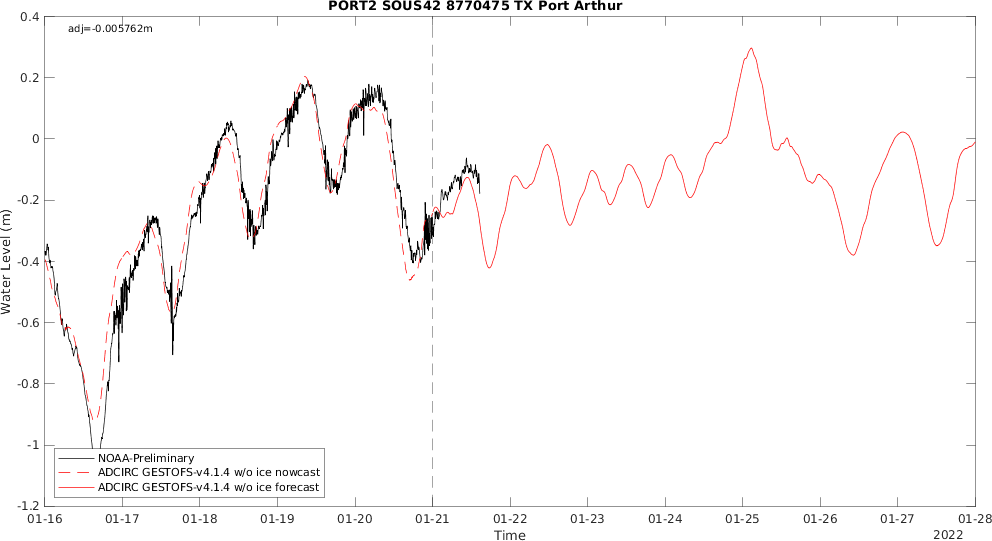 PORT2 SOUS42 8770475 TX Port Arthur
adj=-0.005762m
0.4
0.2
0
-0.2
-0.4
-0.6
-0.8
-1
-1.2
Water Level (m)
NOAA-Preliminary
ADCIRC GESTOFS-v4.1.4 w/o ice nowcast
ADCIRC GESTOFS-v4.1.4 w/o ice forecast
01-16 01-17 01-18 01-19 01-20 01-21 01-22 01-23 01-24 01-25 01-26 01-27 01-28
Time
2022